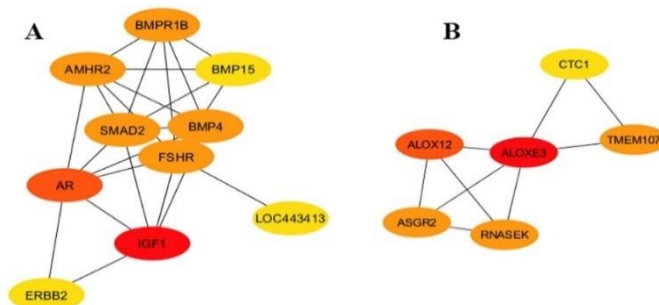 A
BMPR1B
AMHR2
BMP15
SMAD2
BMP4
FSHR
AR
LOC443413
IGF1
ERBB2
B
CTC1
ALOX12
ALOXE3
TMEM107
ASGR2
RNASEK